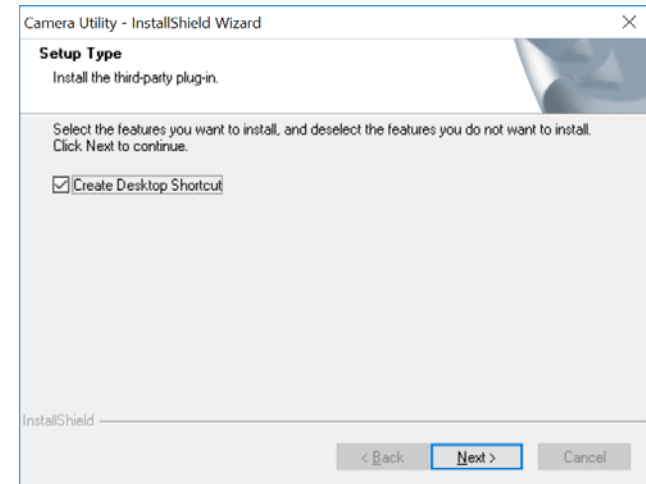 Camera Utility - InstallShield Wizard
Setup Type
Install the third-party plug-in.
Select the features you want to install, and deselect the features you do not want to install.
Click Next to continue.
Create Desktop Shortcut
InstallShield
< Back Next > Cancel